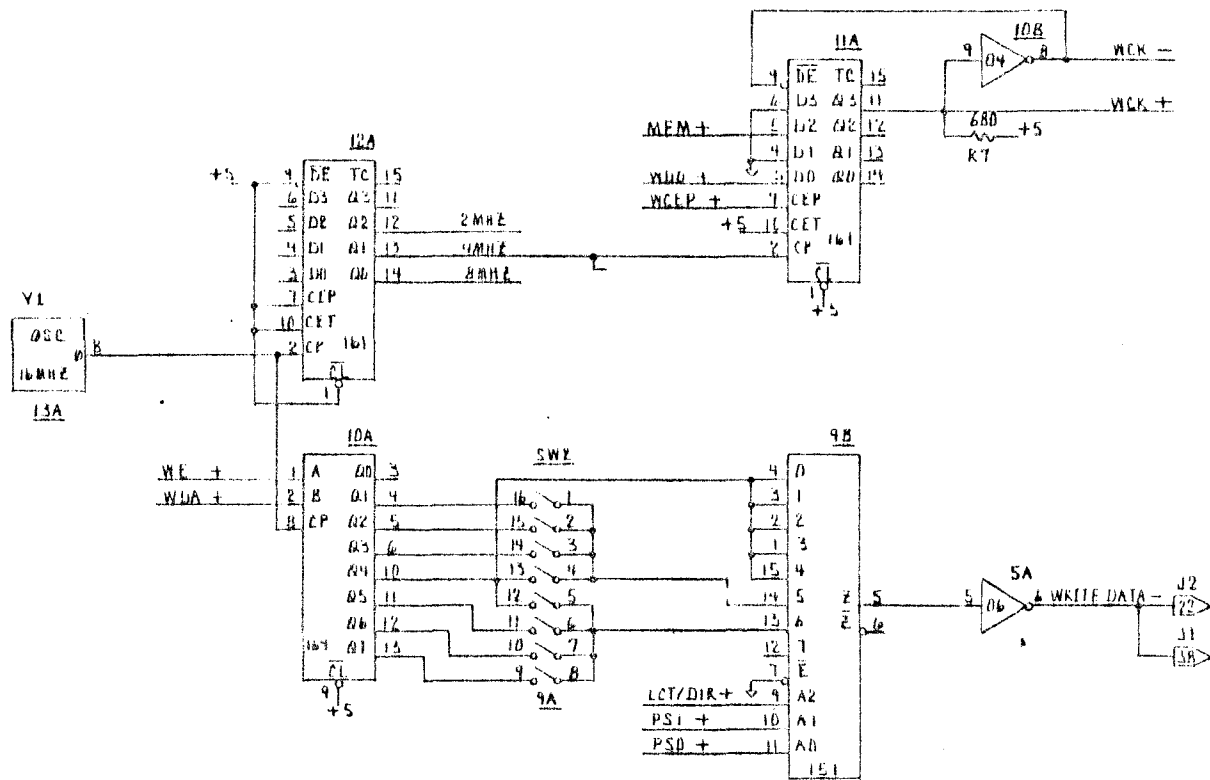 10B
11A
9 04 8 WCK -
9 D̅E̅ TC 15
6 D3 Q3 11 WCK +
680
+5
R7
MEM + 5 D2 Q2 12
4 D1 Q1 13
WDD + 3 D0 Q0 14
WCEP + 7 CEP
+5 10 CET
2 CP 161
C̅L̅
1
+5
12A
+5 9 D̅E̅ TC 15
6 D3 Q3 11
5 D2 Q2 12 2MHZ
4 D1 Q1 13 4MHZ
3 D0 Q0 14 8MHZ
7 CEP
10 CET
2 CP 161
C̅L̅
1
Y1
OSC
16MHZ
8
13A
10A
WE + 1 A Q0 3
WDA + 2 B Q1 4
8 CP Q2 5
Q3 6
Q4 10
Q5 11
Q6 12
164 Q7 13
C̅L̅
9
+5
SW2
16 1
15 2
14 3
13 4
12 5
11 6
10 7
9 8
9A
9B
4 0
3 1
2 2
1 3
15 4
14 5
13 6
12 7
7 E̅
LCT/DIR + 9 A2
PS1 + 10 A1
PS0 + 11 A0
151
Z 5
Z̅ 6
5A
5 06 6 WRITE DATA -
J2
22
J1
38